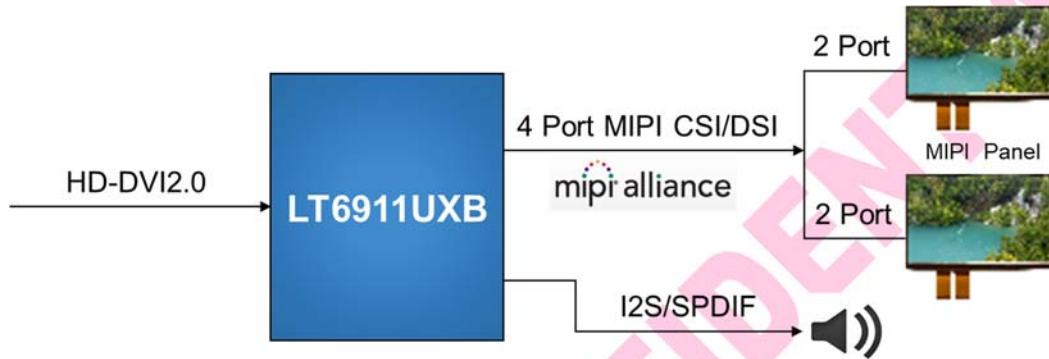 2 Port
4 Port MIPI CSI/DSI
MIPI Panel
HD-DVI2.0
mipi alliance
LT6911UXB
2 Port
I2S/SPDIF